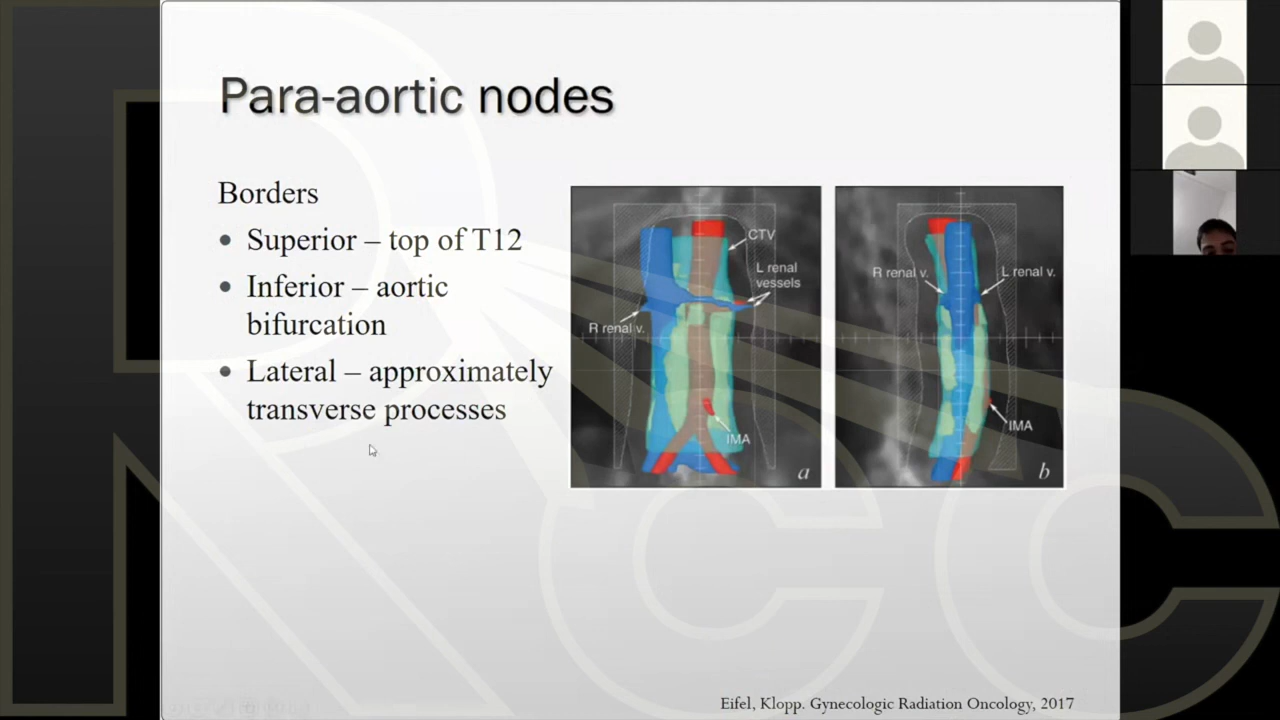 Para-aortic nodes
Borders
• Superior – top of T12
• Inferior – aortic
bifurcation
• Lateral – approximately
transverse processes
CTV
L renal
vessels
R renal v.
IMA
a
R renal v.
L renal v.
IMA
b
Eifel, Klopp. Gynecologic Radiation Oncology, 2017
RCC